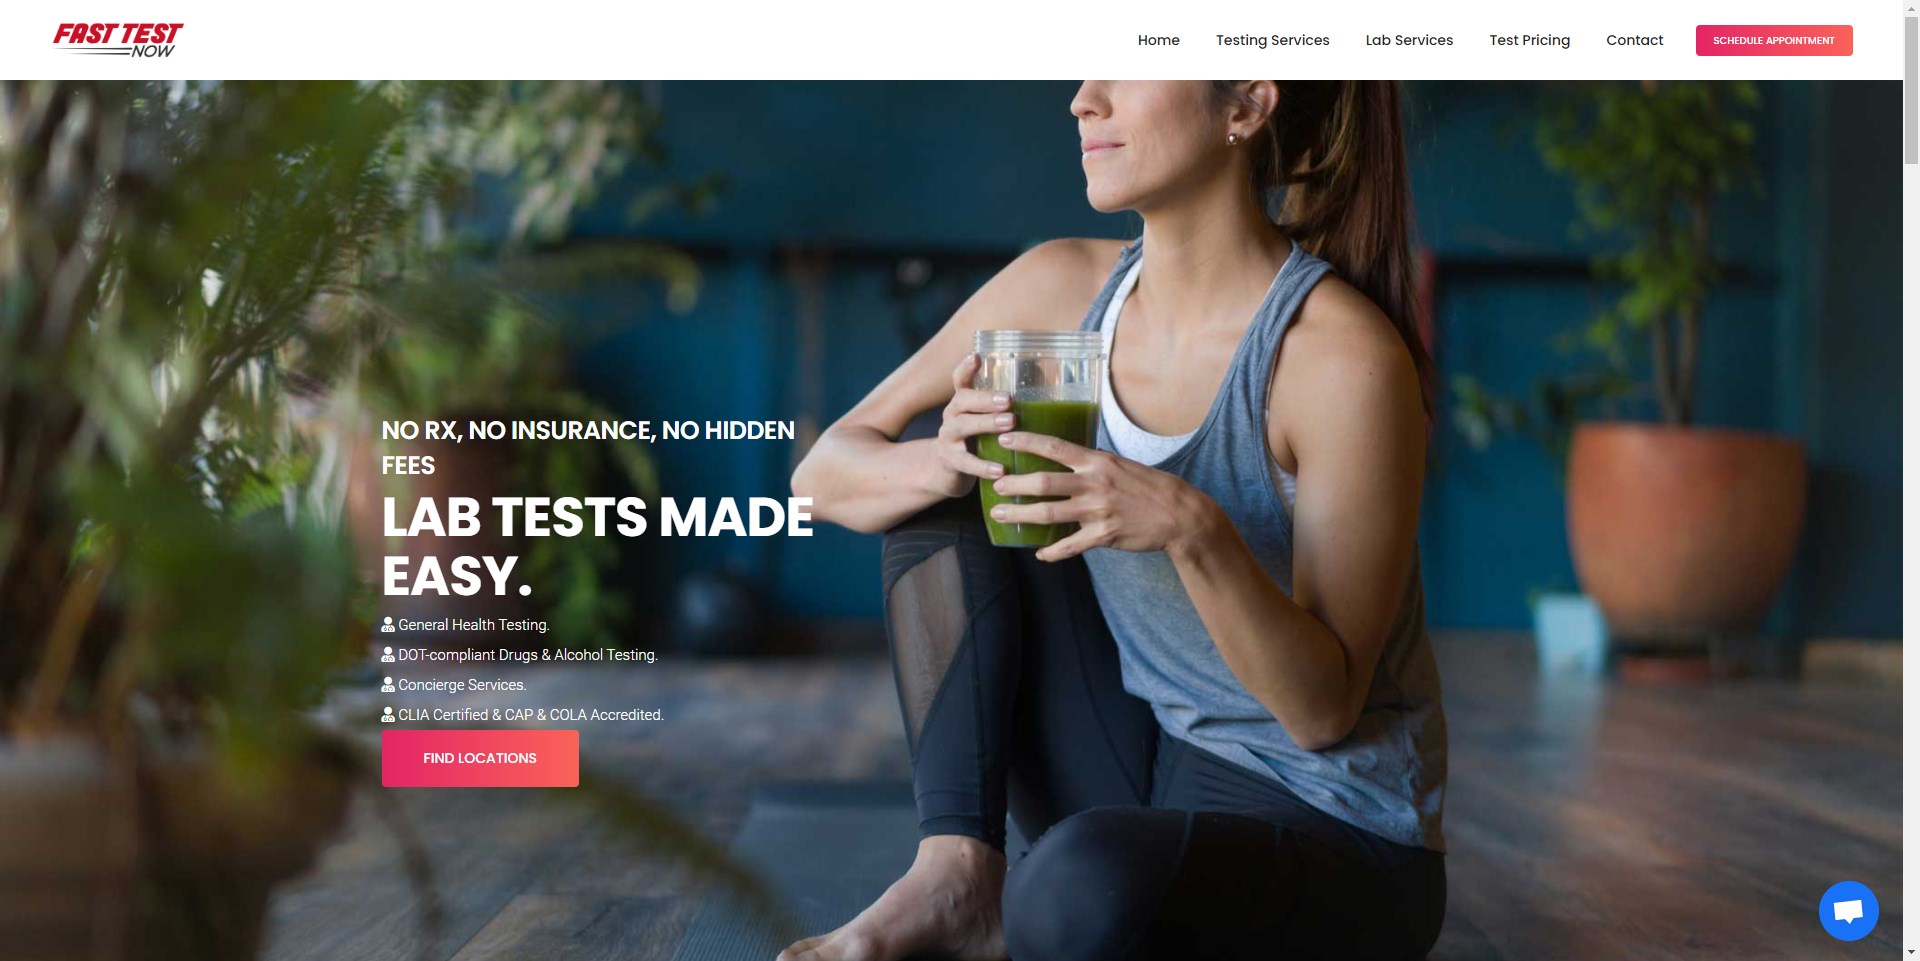 FAST TEST
NOW
Home
Testing Services
Lab Services
Test Pricing
Contact
SCHEDULE APPOINTMENT
NO RX, NO INSURANCE, NO HIDDEN
FEES
LAB TESTS MADE
EASY.
General Health Testing.
DOT-compliant Drugs & Alcohol Testing.
Concierge Services.
CLIA Certified & CAP & COLA Accredited.
FIND LOCATIONS